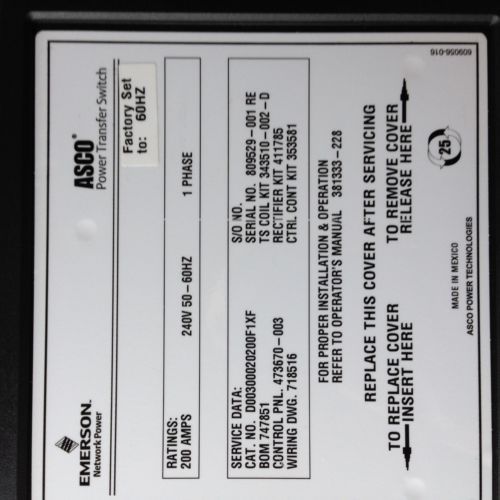 EMERSON.
Network Power
ASCO®
Power Transfer Switch
Factory Set
to: 60HZ
RATINGS:
200 AMPS 240V 50-60HZ 1 PHASE
SERVICE DATA: S/O NO.
CAT. NO. D00300020200F1XF SERIAL NO. 809529-001 RE
BOM 747851 TS COIL KIT 343510-002-D
CONTROL PNL. 473670-003 RECTIFIER KIT 411785
WIRING DWG. 718516 CTRL CONT KIT 353581
FOR PROPER INSTALLATION & OPERATION
REFER TO OPERATOR'S MANUAL 381333-228
REPLACE THIS COVER AFTER SERVICING
TO REPLACE COVER TO REMOVE COVER
INSERT HERE RELEASE HERE
25
MADE IN MEXICO
ASCO POWER TECHNOLOGIES
609056-016